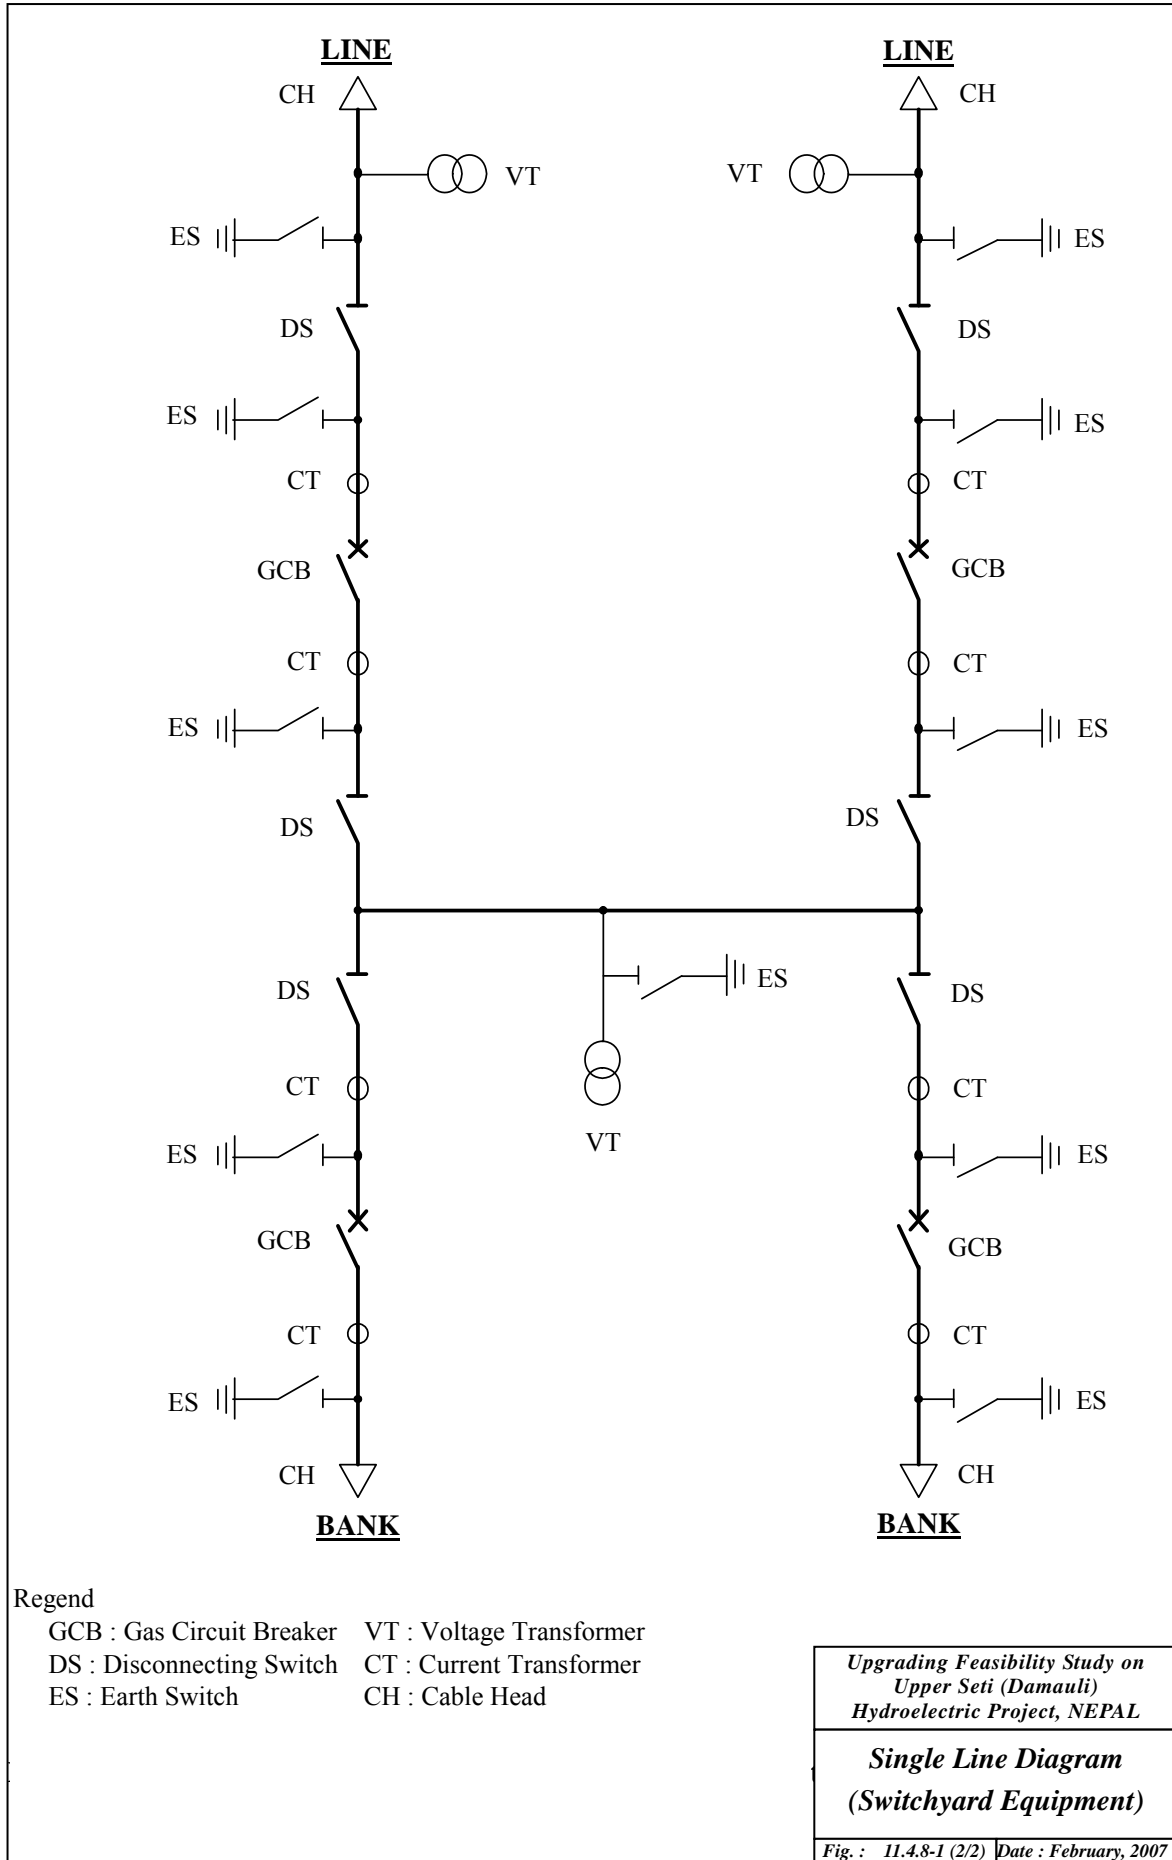 LINE LINE
CH CH
VT VT
ES ES
DS DS
ES ES
CT CT
GCB GCB
CT CT
ES ES
DS DS
DS ES DS
CT CT
VT
ES ES
GCB GCB
CT CT
ES ES
CH CH
BANK BANK
Regend
GCB : Gas Circuit Breaker VT : Voltage Transformer
DS : Disconnecting Switch CT : Current Transformer
ES : Earth Switch CH : Cable Head
Upgrading Feasibility Study on
Upper Seti (Damauli)
Hydroelectric Project, NEPAL
Single Line Diagram
(Switchyard Equipment)
Fig. : 11.4.8-1 (2/2) Date : February, 2007